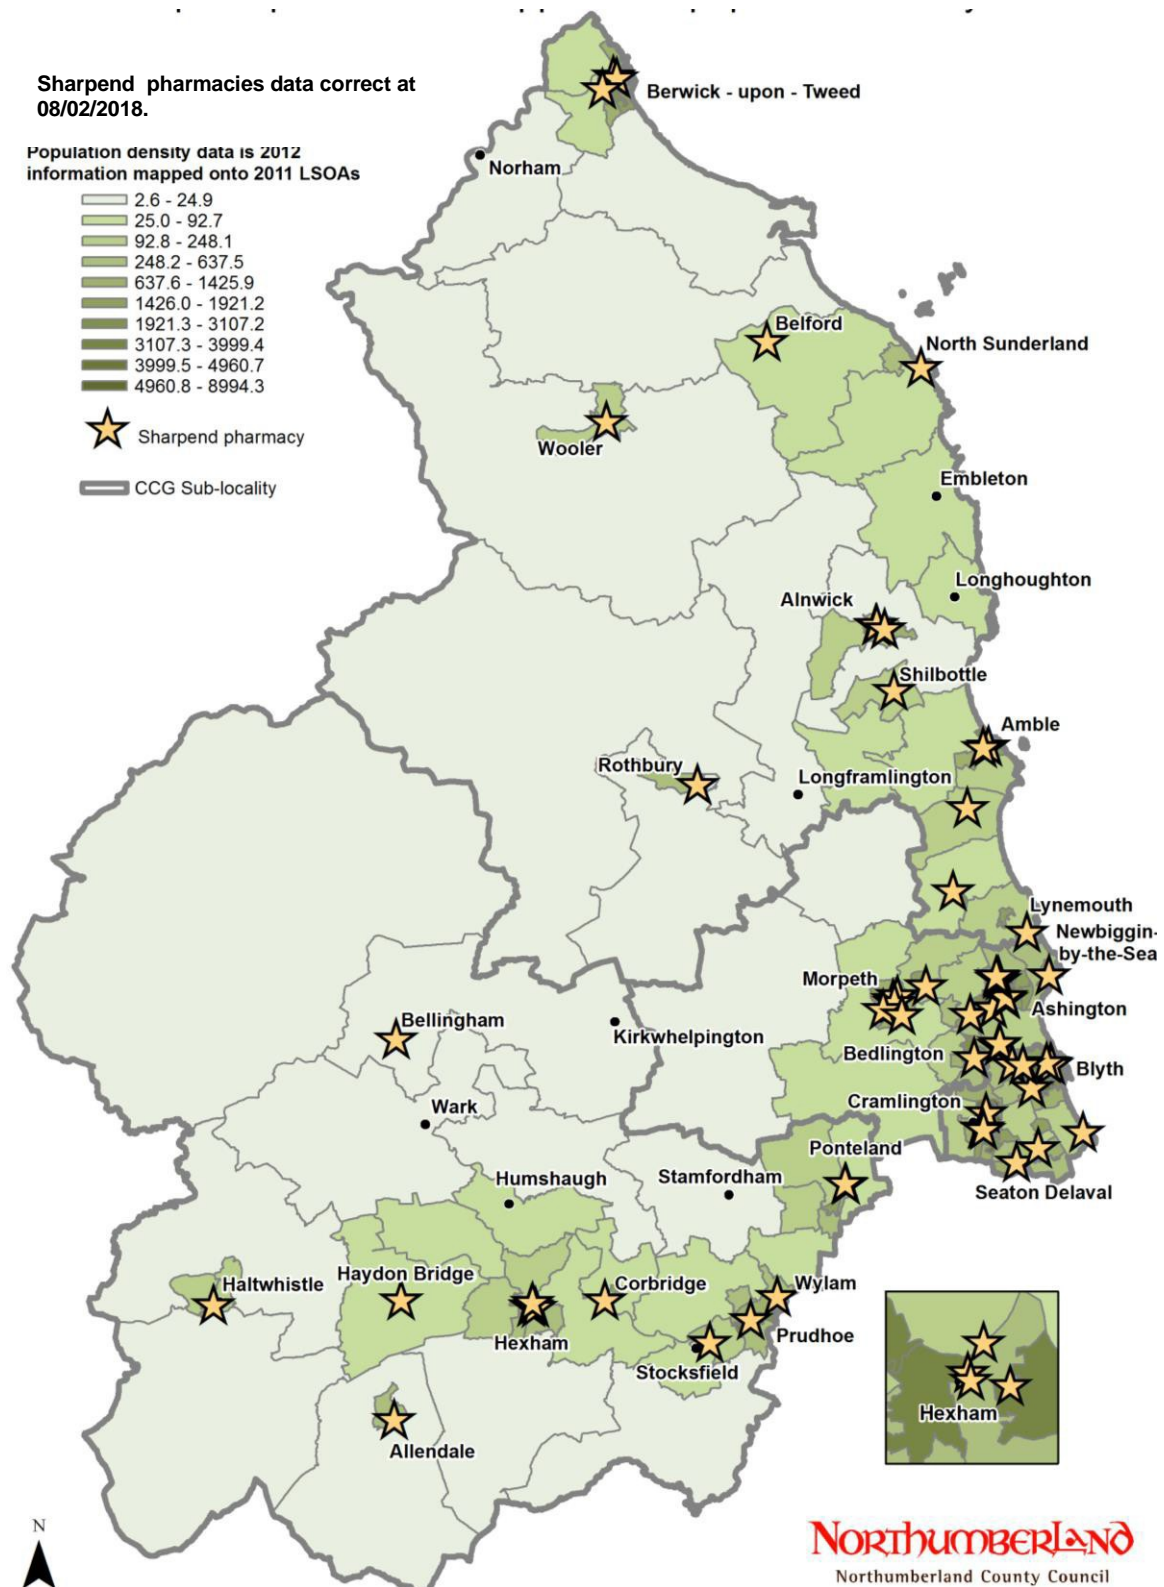 Sharpend pharmacies data correct at
08/02/2018.
Population density data is 2012
information mapped onto 2011 LSOAs
2.6 - 24.9
25.0 - 92.7
92.8 - 248.1
248.2 - 637.5
637.6 - 1425.9
1426.0 - 1921.2
1921.3 - 3107.2
3107.3 - 3999.4
3999.5 - 4960.7
4960.8 - 8994.3
Sharpend pharmacy
CCG Sub-locality
Berwick - upon - Tweed
Norham
Belford
North Sunderland
Wooler
Embleton
Longhoughton
Alnwick
Shilbottle
Amble
Rothbury
Longframlington
Lynemouth
Newbiggin-
by-the-Sea
Morpeth
Ashington
Bellingham
Kirkwhelpington
Bedlington
Blyth
Wark
Cramlington
Ponteland
Humshaugh
Stamfordham
Seaton Delaval
Haltwhistle
Haydon Bridge
Corbridge
Wylam
Hexham
Prudhoe
Stocksfield
Hexham
Allendale
N
NORTHUMBERLAND
Northumberland County Council